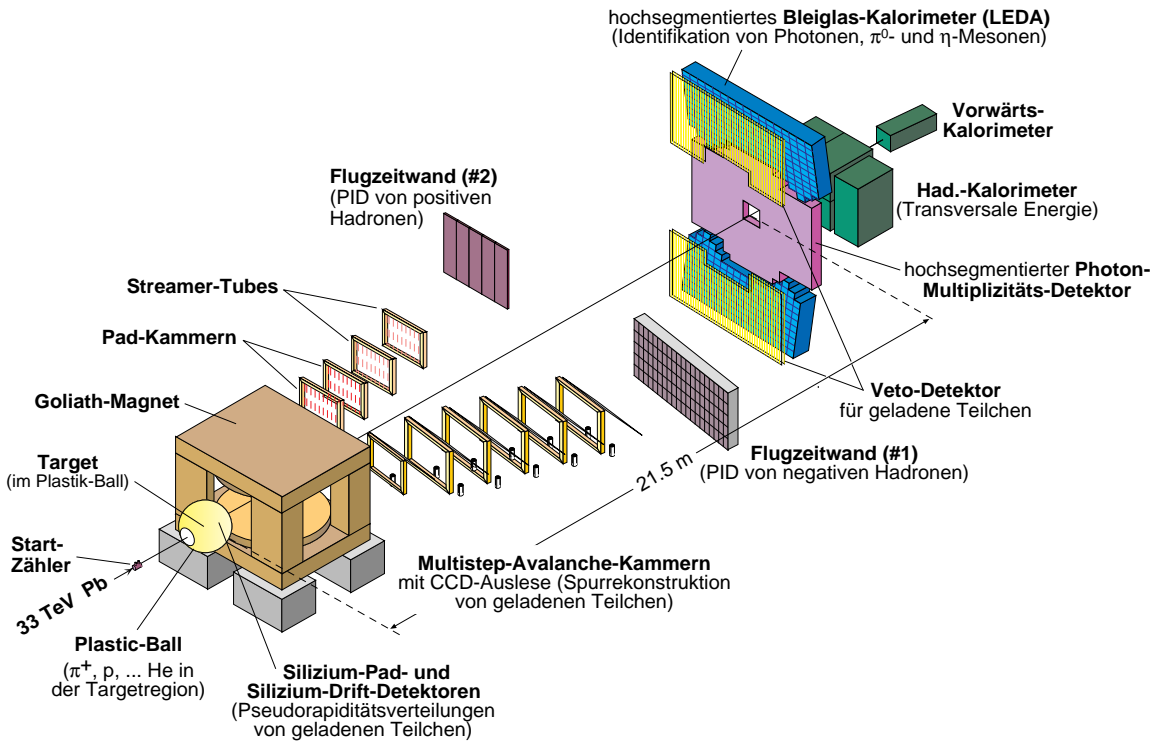 hochsegmentiertes Bleiglas-Kalorimeter (LEDA)
(Identifikation von Photonen, π⁰- und η-Mesonen)
Vorwärts-
Kalorimeter
Flugzeitwand (#2)
(PID von positiven
Hadronen)
Had.-Kalorimeter
(Transversale Energie)
Streamer-Tubes
hochsegmentierter Photon-
Multiplizitäts-Detektor
Pad-Kammern
Goliath-Magnet
Veto-Detektor
für geladene Teilchen
Target
(im Plastik-Ball)
Flugzeitwand (#1)
(PID von negativen Hadronen)
21.5 m
Start-
Zähler
Multistep-Avalanche-Kammern
mit CCD-Auslese (Spurrekonstruktion
von geladenen Teilchen)
33 TeV Pb
Plastic-Ball
(π+, p, ... He in
der Targetregion)
Silizium-Pad- und
Silizium-Drift-Detektoren
(Pseudorapiditätsverteilungen
von geladenen Teilchen)